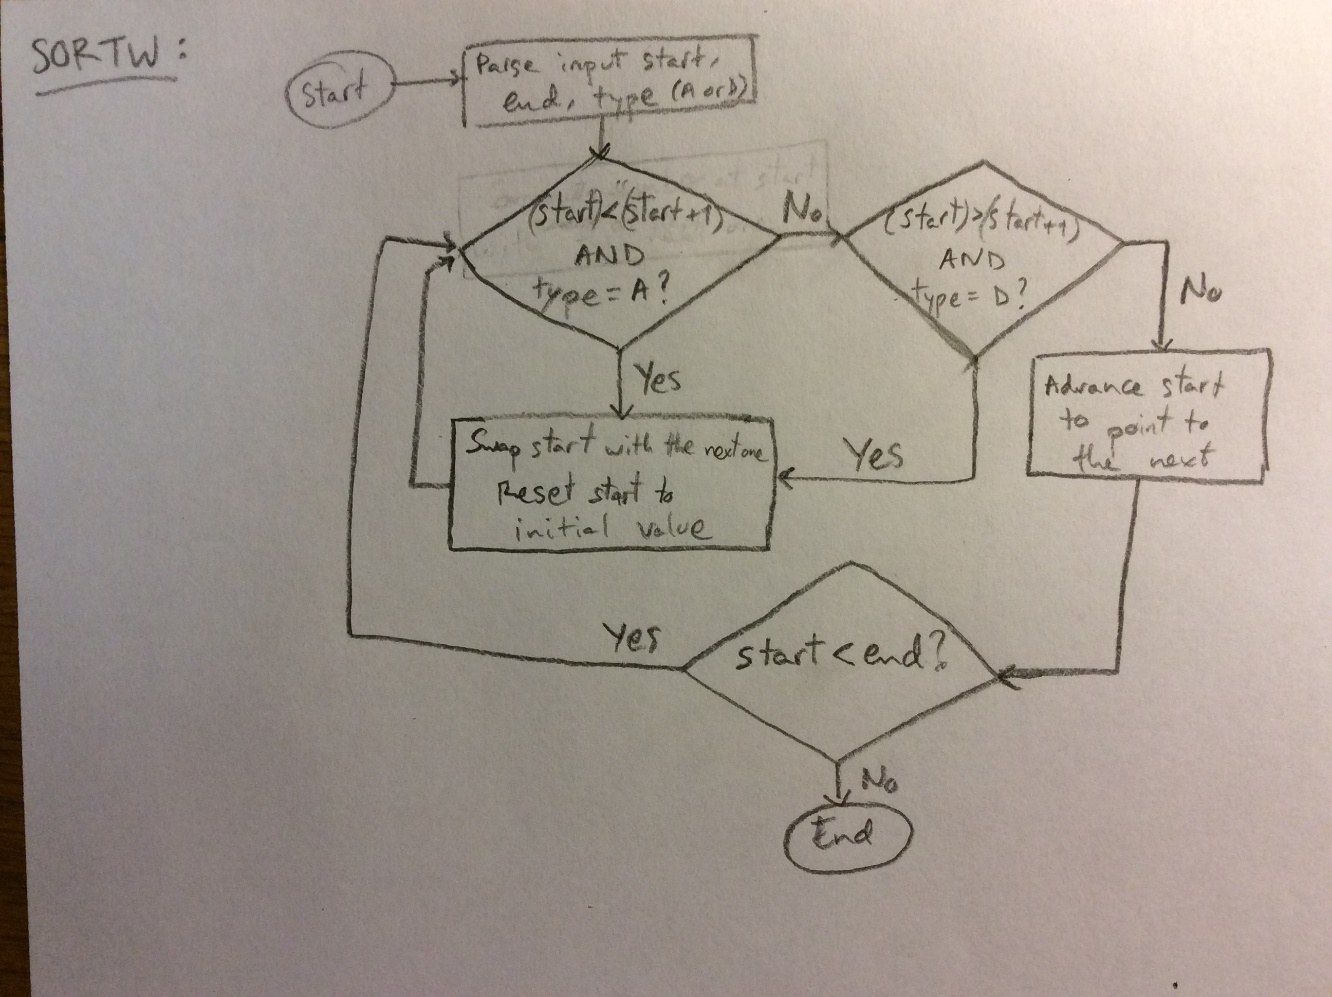 SORTW:
Start
Parse input start,
end, type (A or D)
(start)<(start+1)
AND
type = A?
No
(start)>(start+1)
AND
type = D?
No
Yes
Advance start
to point to
the next
Swap start with the next one
Reset start to
initial value
Yes
Yes
start < end?
No
End